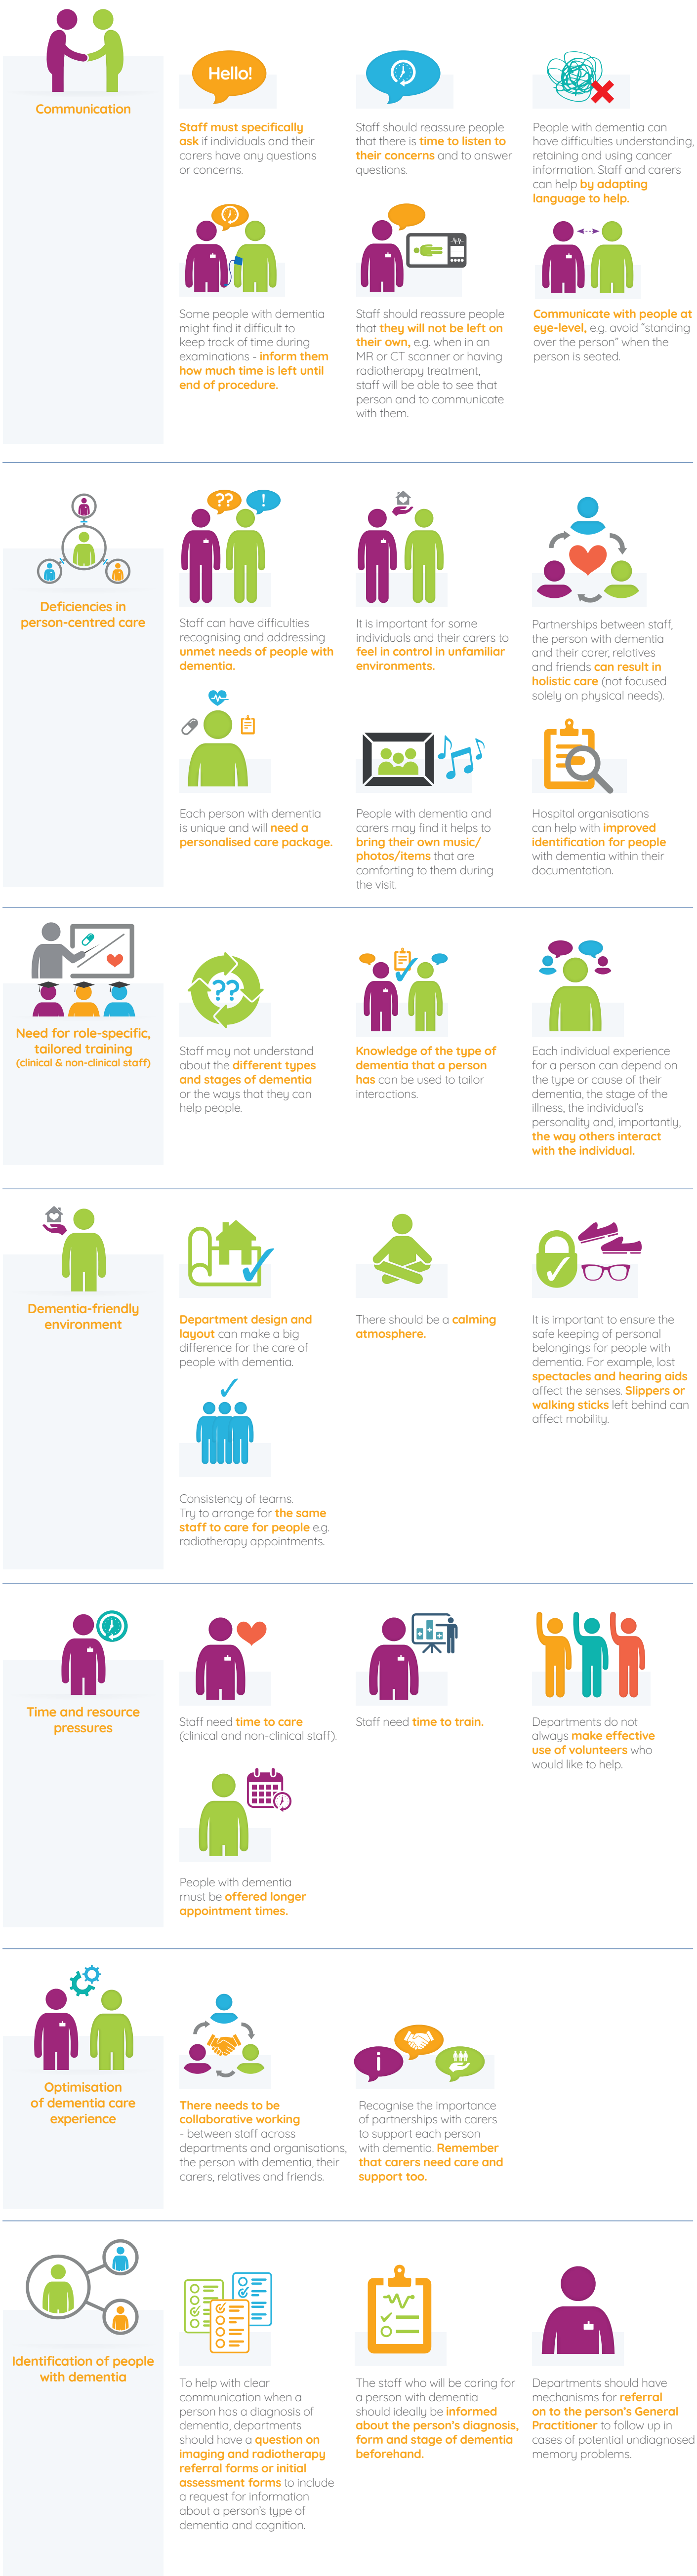 Communication
Hello!
Staff must specifically
ask if individuals and their
carers have any questions
or concerns.
Staff should reassure people
that there is time to listen to
their concerns and to answer
questions.
People with dementia can
have difficulties understanding,
retaining and using cancer
information. Staff and carers
can help by adapting
language to help.
Some people with dementia
might find it difficult to
keep track of time during
examinations - inform them
how much time is left until
end of procedure.
Staff should reassure people
that they will not be left on
their own, e.g. when in an
MR or CT scanner or having
radiotherapy treatment,
staff will be able to see that
person and to communicate
with them.
Communicate with people at
eye-level, e.g. avoid "standing
over the person" when the
person is seated.
Deficiencies in
person-centred care
??
!
Staff can have difficulties
recognising and addressing
unmet needs of people with
dementia.
It is important for some
individuals and their carers to
feel in control in unfamiliar
environments.
Partnerships between staff,
the person with dementia
and their carer, relatives
and friends can result in
holistic care (not focused
solely on physical needs).
Each person with dementia
is unique and will need a
personalised care package.
People with dementia and
carers may find it helps to
bring their own music/
photos/items that are
comforting to them during
the visit.
Hospital organisations
can help with improved
identification for people
with dementia within their
documentation.
Need for role-specific,
tailored training
(clinical & non-clinical staff)
??
Staff may not understand
about the different types
and stages of dementia
or the ways that they can
help people.
Knowledge of the type of
dementia that a person
has can be used to tailor
interactions.
Each individual experience
for a person can depend on
the type or cause of their
dementia, the stage of the
illness, the individual's
personality and, importantly,
the way others interact
with the individual.
Dementia-friendly
environment
Department design and
layout can make a big
difference for the care of
people with dementia.
There should be a calming
atmosphere.
It is important to ensure the
safe keeping of personal
belongings for people with
dementia. For example, lost
spectacles and hearing aids
affect the senses. Slippers or
walking sticks left behind can
affect mobility.
Consistency of teams.
Try to arrange for the same
staff to care for people e.g.
radiotherapy appointments.
Time and resource
pressures
Staff need time to care
(clinical and non-clinical staff).
Staff need time to train.
Departments do not
always make effective
use of volunteers who
would like to help.
People with dementia
must be offered longer
appointment times.
Optimisation
of dementia care
experience
There needs to be
collaborative working
- between staff across
departments and organisations,
the person with dementia, their
carers, relatives and friends.
i
Recognise the importance
of partnerships with carers
to support each person
with dementia. Remember
that carers need care and
support too.
Identification of people
with dementia
To help with clear
communication when a
person has a diagnosis of
dementia, departments
should have a question on
imaging and radiotherapy
referral forms or initial
assessment forms to include
a request for information
about a person's type of
dementia and cognition.
The staff who will be caring for
a person with dementia
should ideally be informed
about the person's diagnosis,
form and stage of dementia
beforehand.
Departments should have
mechanisms for referral
on to the person's General
Practitioner to follow up in
cases of potential undiagnosed
memory problems.